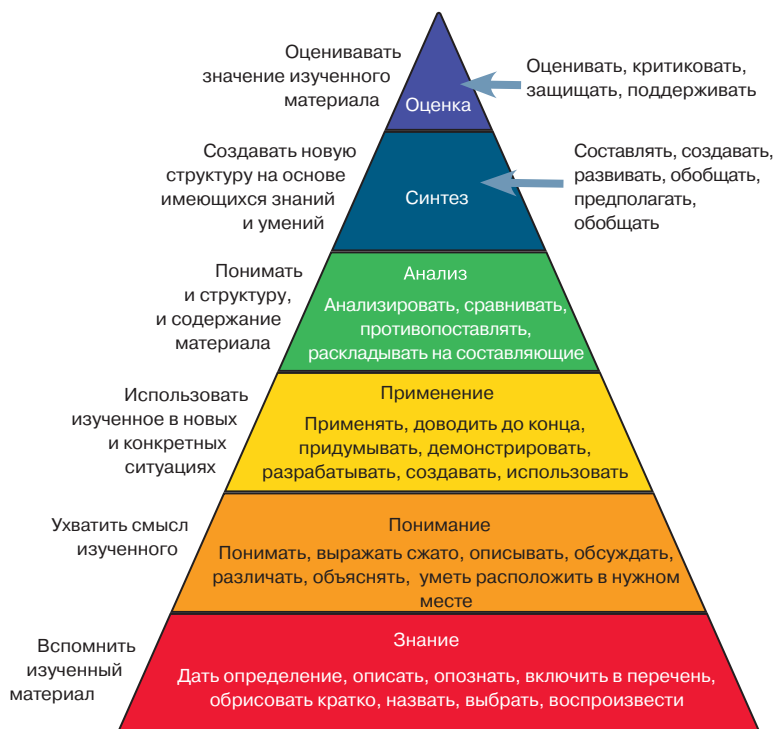 Оценивавать
значение изученного
материала
Оценка
Оценивать, критиковать,
защищать, поддерживать
Создавать новую
структуру на основе
имеющихся знаний
и умений
Синтез
Составлять, создавать,
развивать, обобщать,
предполагать,
обобщать
Понимать
и структуру,
и содержание
материала
Анализ
Анализировать, сравнивать,
противопоставлять,
раскладывать на составляющие
Использовать
изученное в новых
и конкретных
ситуациях
Применение
Применять, доводить до конца,
придумывать, демонстрировать,
разрабатывать, создавать, использовать
Ухватить смысл
изученного
Понимание
Понимать, выражать сжато, описывать, обсуждать,
различать, объяснять, уметь расположить в нужном
месте
Вспомнить
изученный
материал
Знание
Дать определение, описать, опознать, включить в перечень,
обрисовать кратко, назвать, выбрать, воспроизвести